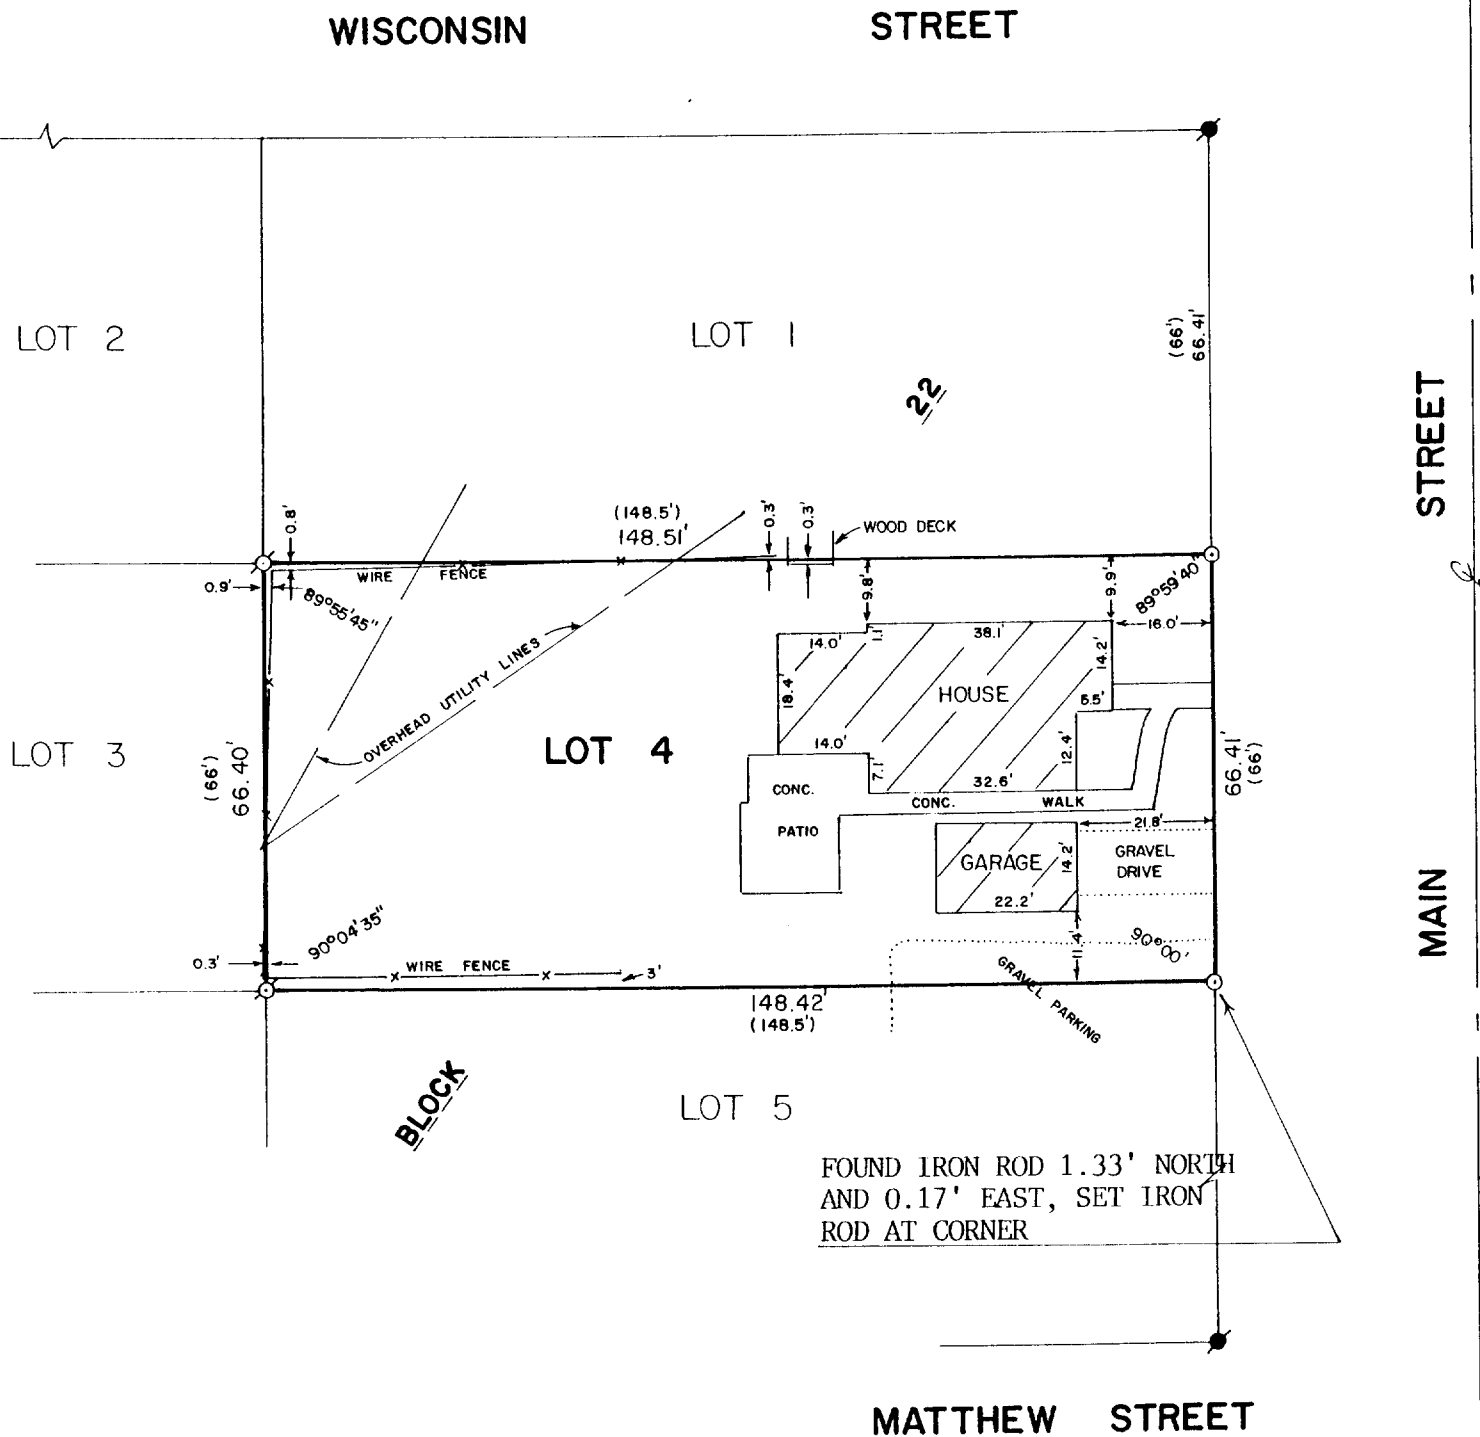 WISCONSIN STREET
LOT 2
LOT 1
(66')
66.41'
22
STREET
MAIN
(148.5')
148.51'
0.8'
0.3'
0.3'
WOOD DECK
WIRE FENCE
0.9'
89°55'45"
9.8'
9.9'
89°59'40"
16.0'
14.0'
1.1'
38.1'
14.2'
18.4'
HOUSE
5.5'
OVERHEAD UTILITY LINES
LOT 3
(66')
66.40'
LOT 4
14.0'
7.1'
12.4'
32.6'
66.41'
(66')
CONC.
PATIO
CONC. WALK
21.8'
GARAGE
14.2'
22.2'
GRAVEL
DRIVE
11.4'
90°00'
GRAVEL PARKING
90°04'35"
0.3'
WIRE FENCE
3'
148.42'
(148.5')
BLOCK
LOT 5
FOUND IRON ROD 1.33' NORTH
AND 0.17' EAST, SET IRON
ROD AT CORNER
MATTHEW STREET